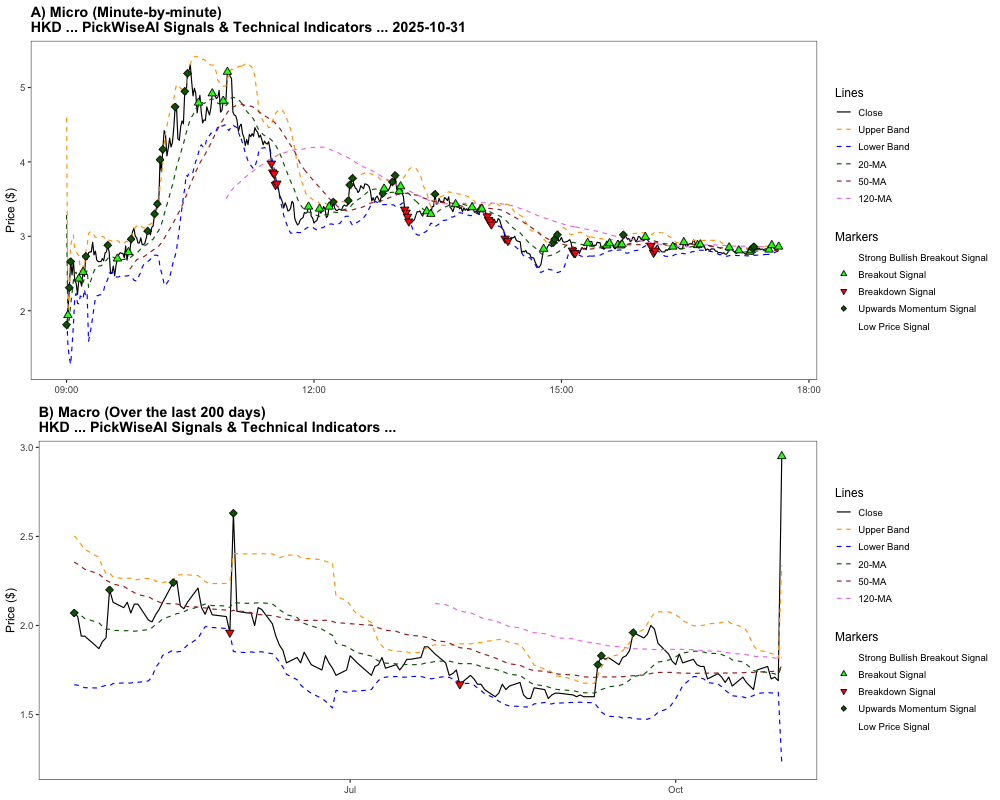 A) Micro (Minute-by-minute)
HKD ... PickWiseAI Signals & Technical Indicators ... 2025-10-31
Price ($)
5
4
3
2
09:00
12:00
15:00
18:00
Lines
Close
Upper Band
Lower Band
20-MA
50-MA
120-MA
Markers
Strong Bullish Breakout Signal
Breakout Signal
Breakdown Signal
Upwards Momentum Signal
Low Price Signal
B) Macro (Over the last 200 days)
HKD ... PickWiseAI Signals & Technical Indicators ...
Price ($)
3.0
2.5
2.0
1.5
Jul
Oct
Lines
Close
Upper Band
Lower Band
20-MA
50-MA
120-MA
Markers
Strong Bullish Breakout Signal
Breakout Signal
Breakdown Signal
Upwards Momentum Signal
Low Price Signal